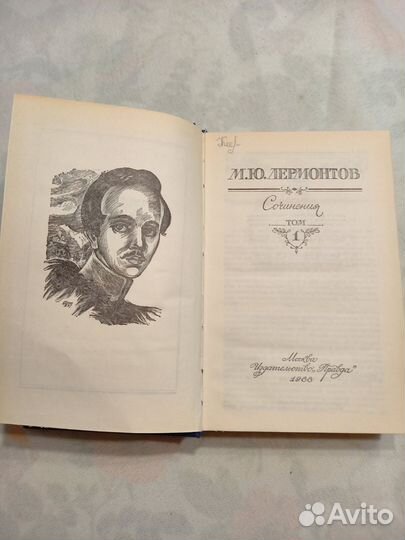 М.Ю. ЛЕРМОНТОВ
Сочинения
ТОМ
1
Москва
Издательство „Правда"
1988
Avito